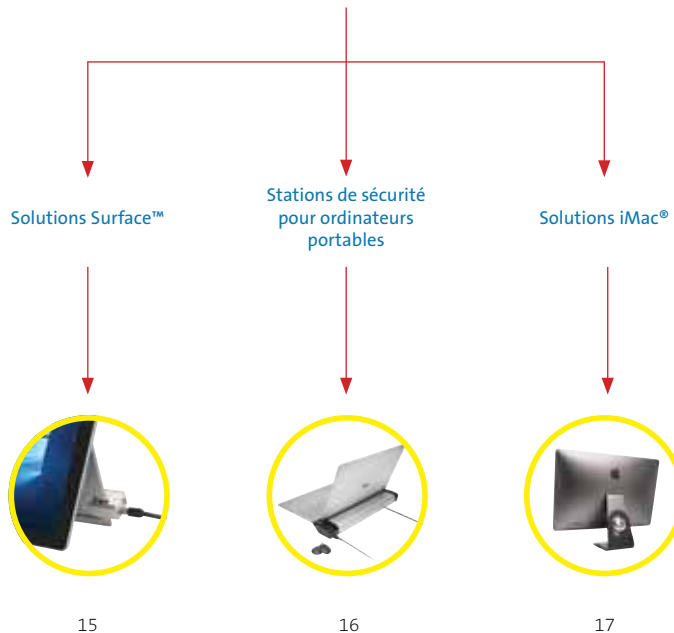 Solutions Surface™
Stations de sécurité
pour ordinateurs
portables
Solutions iMac®
15
16
17